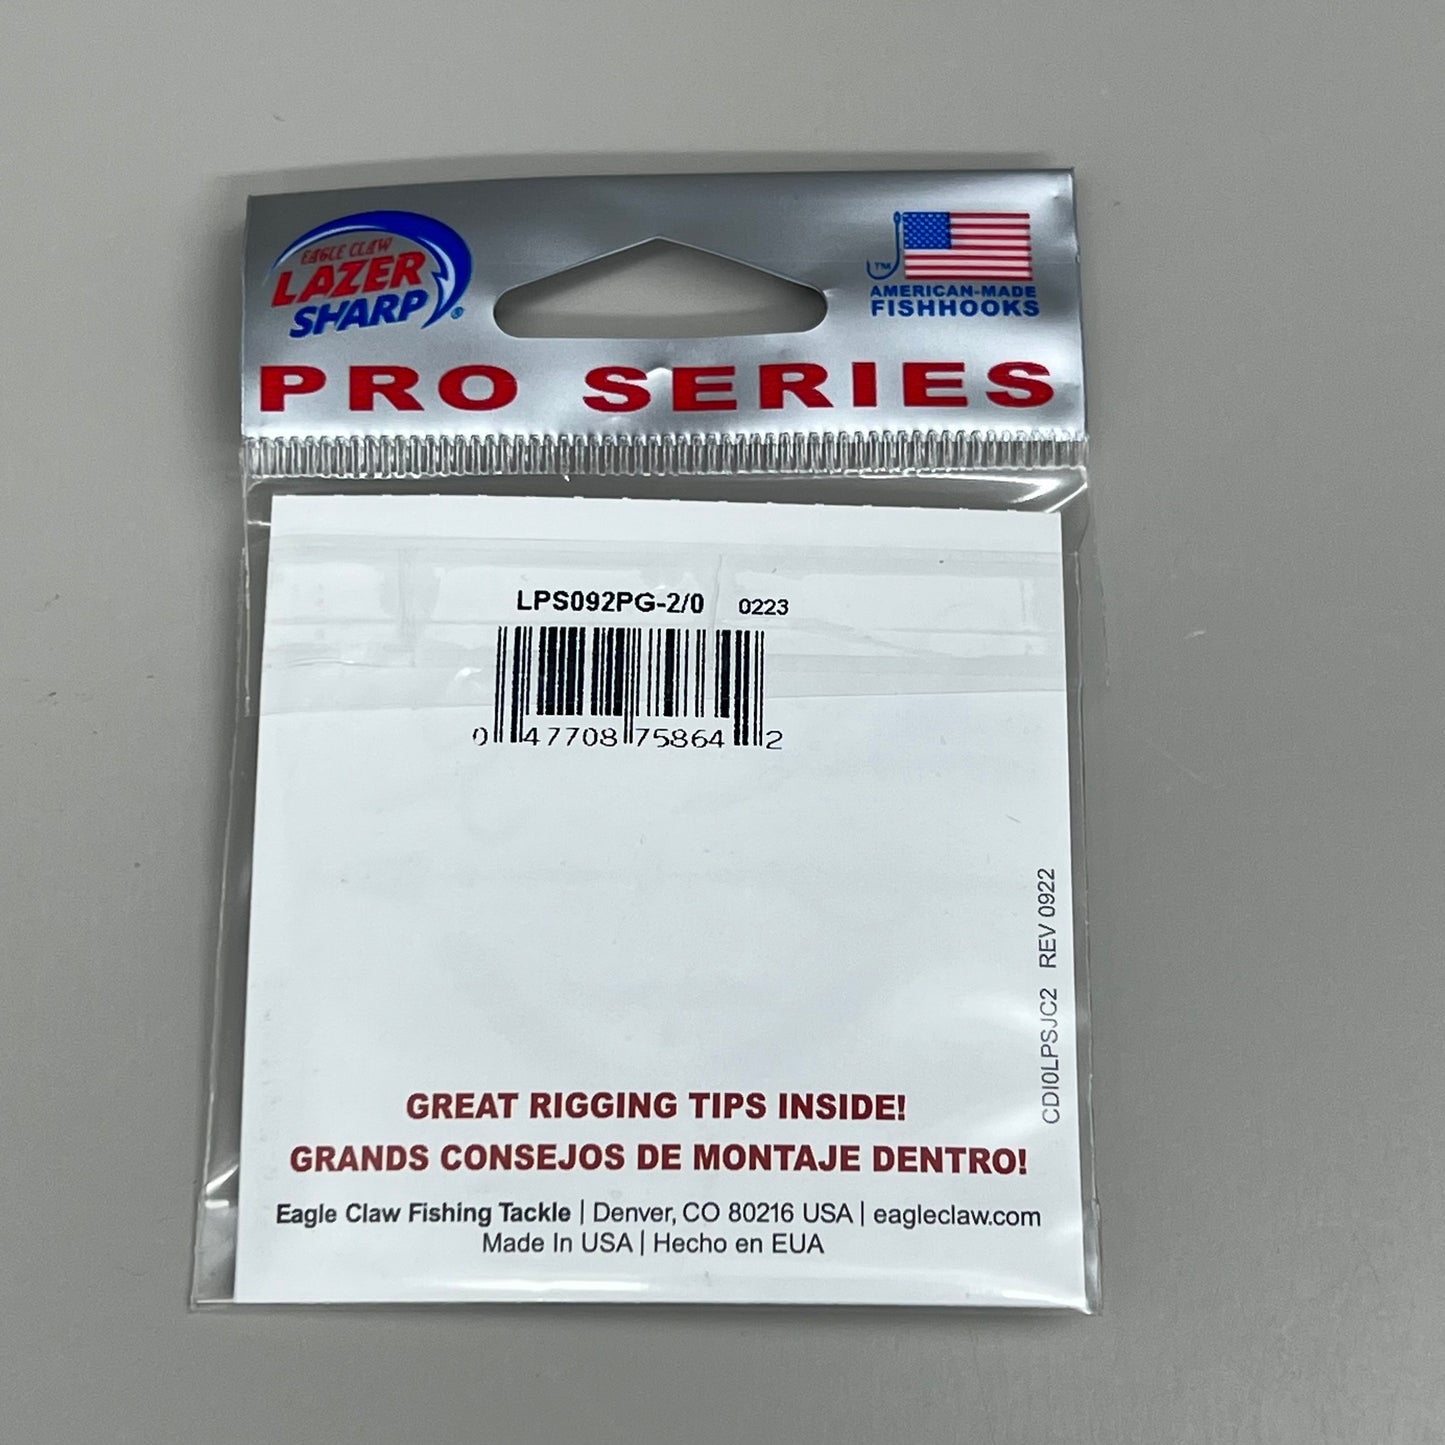 EAGLE CLAW
LAZER
SHARP®
TM
AMERICAN-MADE
FISHHOOKS
PRO SERIES
LPS092PG-2/0 0223
0 47708 75864 2
CDI0LPSJC2 REV 0922
GREAT RIGGING TIPS INSIDE!
GRANDS CONSEJOS DE MONTAJE DENTRO!
Eagle Claw Fishing Tackle | Denver, CO 80216 USA | eagleclaw.com
Made In USA | Hecho en EUA